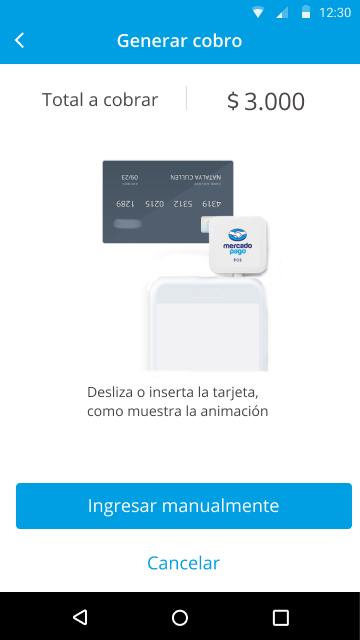 12:30
Generar cobro
Total a cobrar
$ 3.000
NATALYA CULLEN
09/23
4319 5312 0215 1289
mercado
pago
POS
Desliza o inserta la tarjeta,
como muestra la animación
Ingresar manualmente
Cancelar